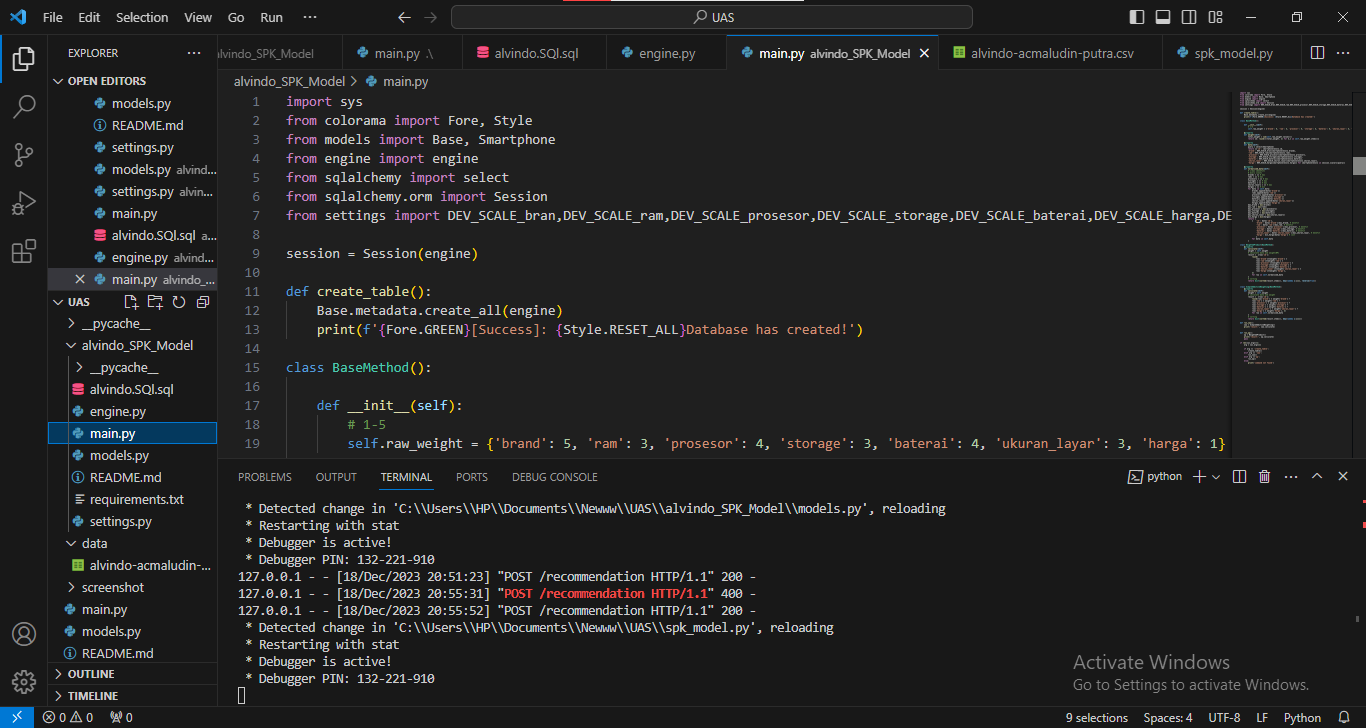 File Edit Selection View Go Run ··· UAS
EXPLORER ···
OPEN EDITORS
models.py
README.md
settings.py
models.py alvind...
settings.py alvin...
main.py
alvindo.SQl.sql a...
engine.py alvind...
main.py alvindo_...
UAS
__pycache__
alvindo_SPK_Model
__pycache__
alvindo.SQl.sql
engine.py
main.py
models.py
README.md
requirements.txt
settings.py
data
alvindo-acmaludin-...
screenshot
main.py
models.py
README.md
OUTLINE
TIMELINE
alvindo_SPK_Model main.py .\ alvindo.SQl.sql engine.py main.py alvindo_SPK_Model alvindo-acmaludin-putra.csv spk_model.py ···
alvindo_SPK_Model > main.py
1 import sys
2 from colorama import Fore, Style
3 from models import Base, Smartphone
4 from engine import engine
5 from sqlalchemy import select
6 from sqlalchemy.orm import Session
7 from settings import DEV_SCALE_bran,DEV_SCALE_ram,DEV_SCALE_prosesor,DEV_SCALE_storage,DEV_SCALE_baterai,DEV_SCALE_harga,DE
8
9 session = Session(engine)
10
11 def create_table():
12 Base.metadata.create_all(engine)
13 print(f'{Fore.GREEN}[Success]: {Style.RESET_ALL}Database has created!')
14
15 class BaseMethod():
16
17 def __init__(self):
18 # 1-5
19 self.raw_weight = {'brand': 5, 'ram': 3, 'prosesor': 4, 'storage': 3, 'baterai': 4, 'ukuran_layar': 3, 'harga': 1}
PROBLEMS OUTPUT TERMINAL PORTS DEBUG CONSOLE python ···
* Detected change in 'C:\\Users\\HP\\Documents\\Newww\\UAS\\alvindo_SPK_Model\\models.py', reloading
* Restarting with stat
* Debugger is active!
* Debugger PIN: 132-221-910
127.0.0.1 - - [18/Dec/2023 20:51:23] "POST /recommendation HTTP/1.1" 200 -
127.0.0.1 - - [18/Dec/2023 20:55:31] "POST /recommendation HTTP/1.1" 400 -
127.0.0.1 - - [18/Dec/2023 20:55:52] "POST /recommendation HTTP/1.1" 200 -
* Detected change in 'C:\\Users\\HP\\Documents\\Newww\\UAS\\spk_model.py', reloading
* Restarting with stat
* Debugger is active!
* Debugger PIN: 132-221-910
Activate Windows
Go to Settings to activate Windows.
0 0 0 9 selections Spaces: 4 UTF-8 LF Python